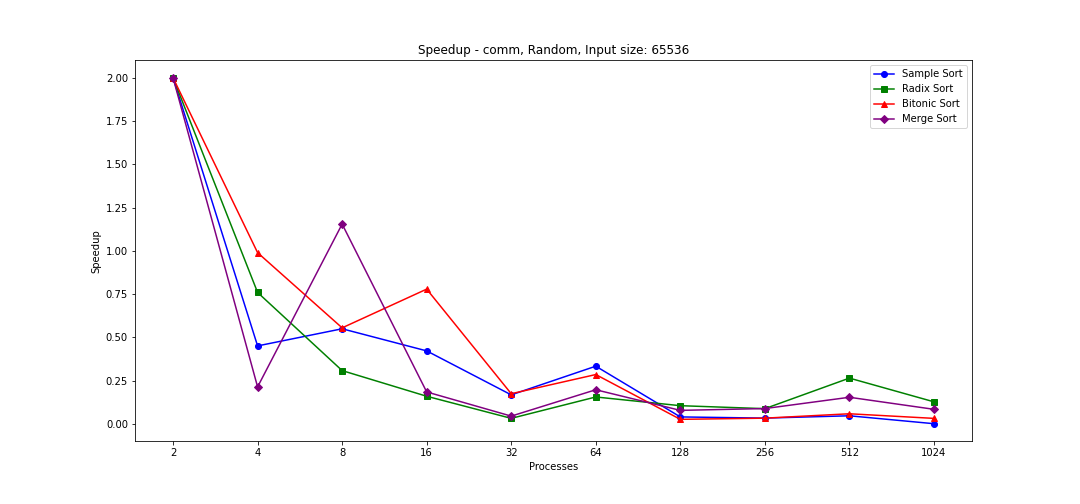 Speedup - comm, Random, Input size: 65536
Sample Sort
Radix Sort
Bitonic Sort
Merge Sort
2.00
1.75
1.50
1.25
1.00
0.75
0.50
0.25
0.00
Speedup
2 4 8 16 32 64 128 256 512 1024
Processes